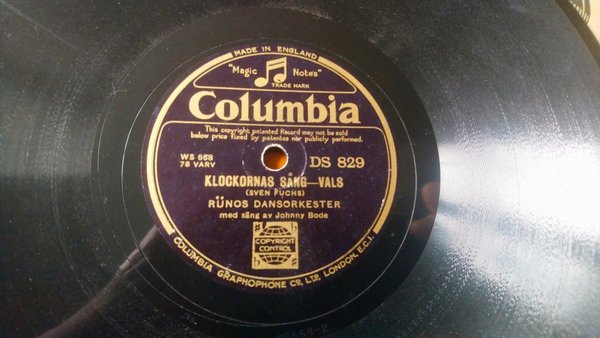 MADE IN ENGLAND
"Magic Notes"
TRADE MARK
Columbia
This copyright patented Record may not be sold
below price fixed by patentees nor publicly performed.
WS 668
78 VARV
DS 829
KLOCKORNAS SÅNG—VALS
(SVEN FUCHS)
RŪNOS DANSORKESTER
med sång av Johnny Bode
COPYRIGHT
CONTROL
COLUMBIA GRAPHOPHONE CO, LTD, LONDON, E.C.1.